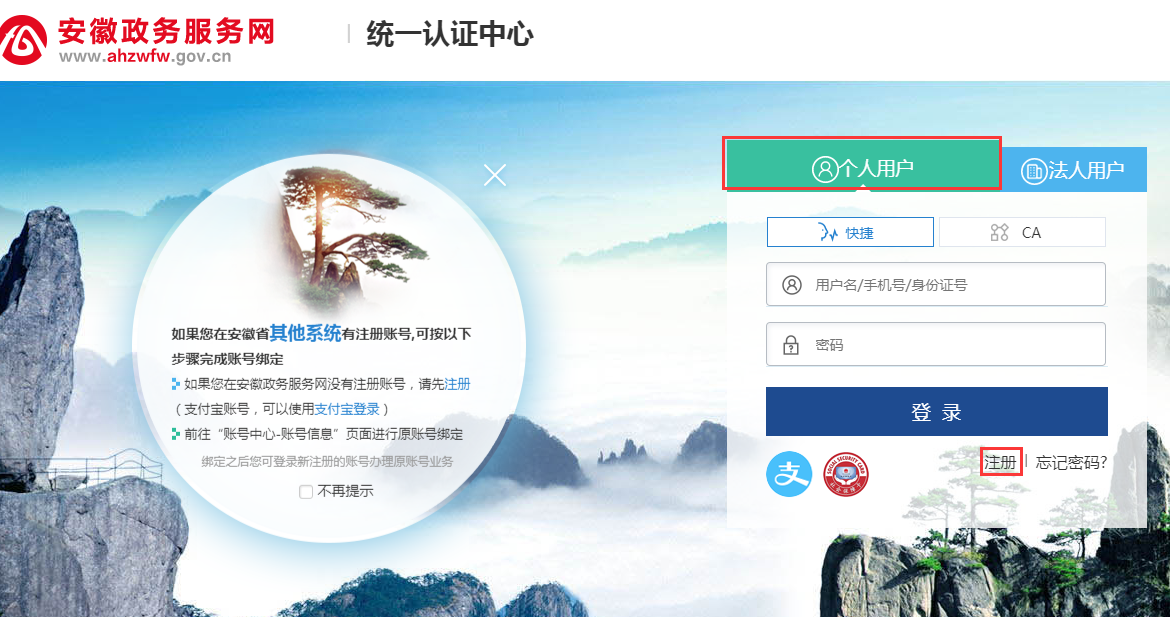 安徽政务服务网
www.ahzwfw.gov.cn
统一认证中心
个人用户
法人用户
快捷
CA
用户名/手机号/身份证号
密码
登录
注册
忘记密码?
如果您在安徽省其他系统有注册账号,可按以下
步骤完成账号绑定
如果您在安徽政务服务网没有注册账号，请先注册
（支付宝账号，可以使用支付宝登录）
前往“账号中心-账号信息”页面进行原账号绑定
绑定之后您可登录新注册的账号办理原账号业务
不再提示
支
SOCIAL SECURITY CARD